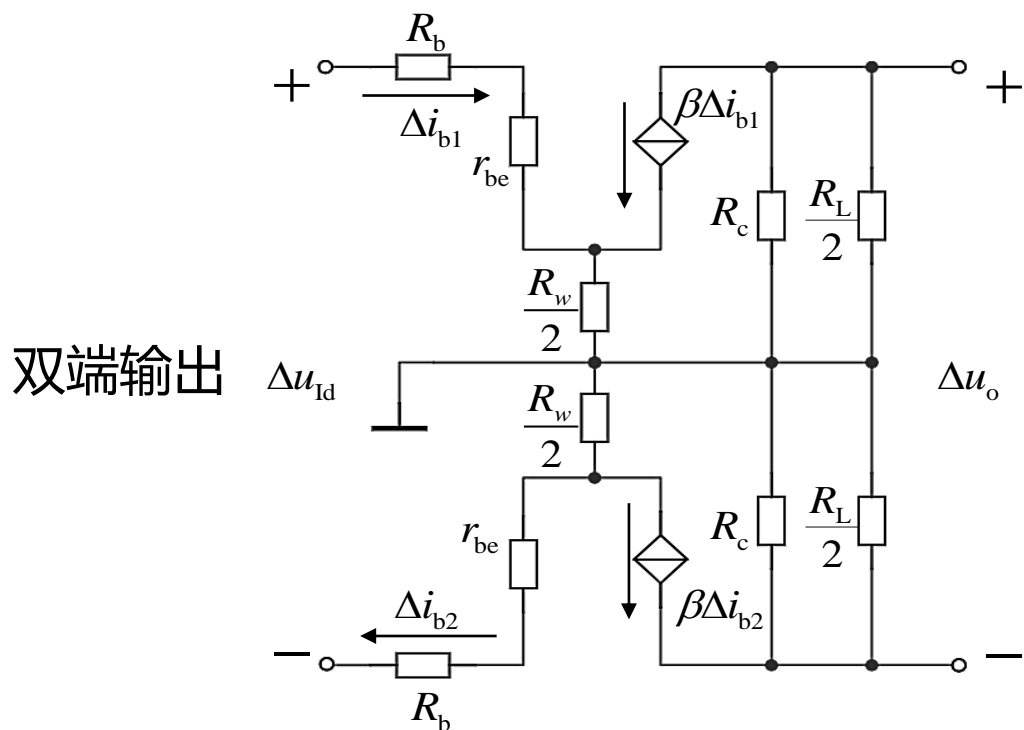 R_b
+
Δi_b1
r_be
βΔi_b1
+
R_c
R_L/2
R_w/2
双端输出
Δu_Id
Δu_o
R_w/2
r_be
R_c
R_L/2
Δi_b2
βΔi_b2
−
R_b
−